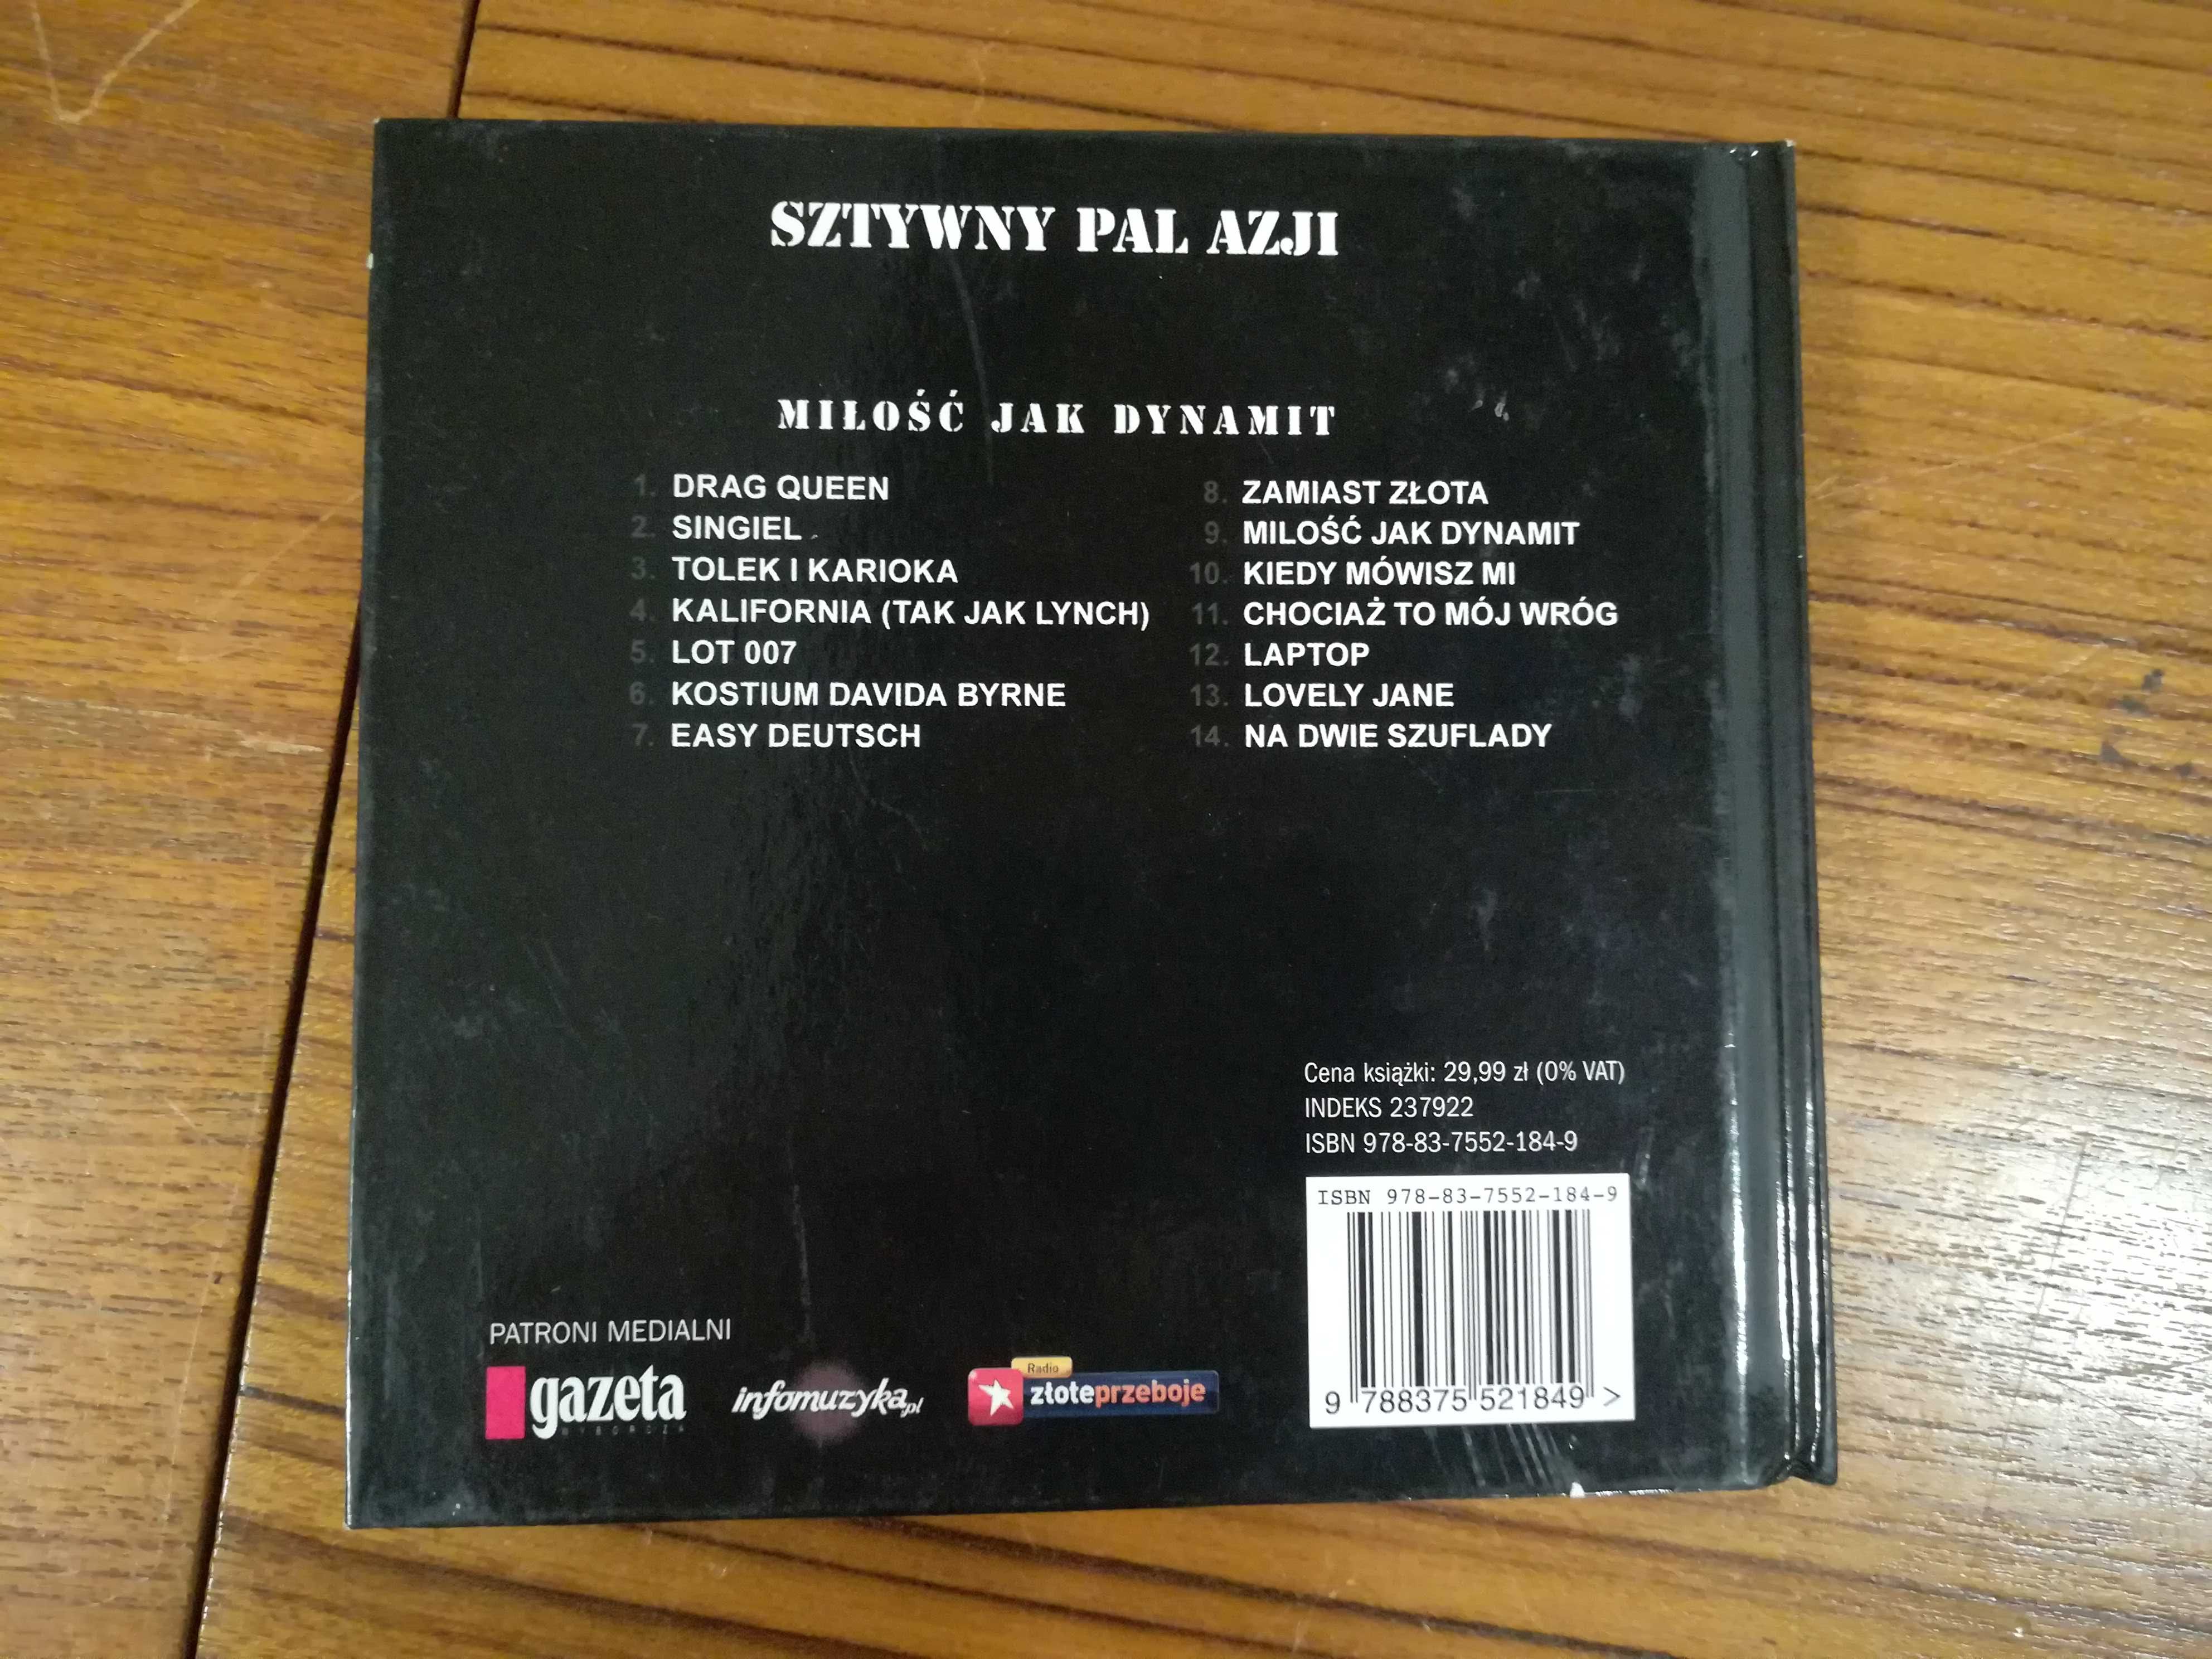 SZTYWNY PAL AZJI
MIŁOŚĆ JAK DYNAMIT
1. DRAG QUEEN
2. SINGIEL
3. TOLEK I KARIOKA
4. KALIFORNIA (TAK JAK LYNCH)
5. LOT 007
6. KOSTIUM DAVIDA BYRNE
7. EASY DEUTSCH
8. ZAMIAST ZŁOTA
9. MILOŚĆ JAK DYNAMIT
10. KIEDY MÓWISZ MI
11. CHOCIAŻ TO MÓJ WRÓG
12. LAPTOP
13. LOVELY JANE
14. NA DWIE SZUFLADY
Cena książki: 29,99 zł (0% VAT)
INDEKS 237922
ISBN 978-83-7552-184-9
ISBN 978-83-7552-184-9
9 788375 521849 >
PATRONI MEDIALNI
gazeta
WYBORCZA
infomuzyka.pl
Radio
złoteprzeboje